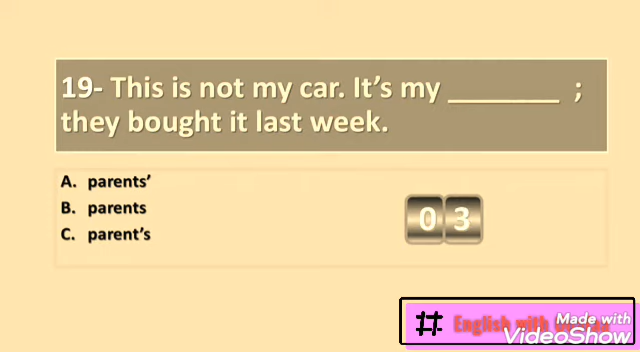 19- This is not my car. It’s my ________ ;
they bought it last week.
A. parents’
B. parents
C. parent’s
0 3
# English with
Made with
VideoShow